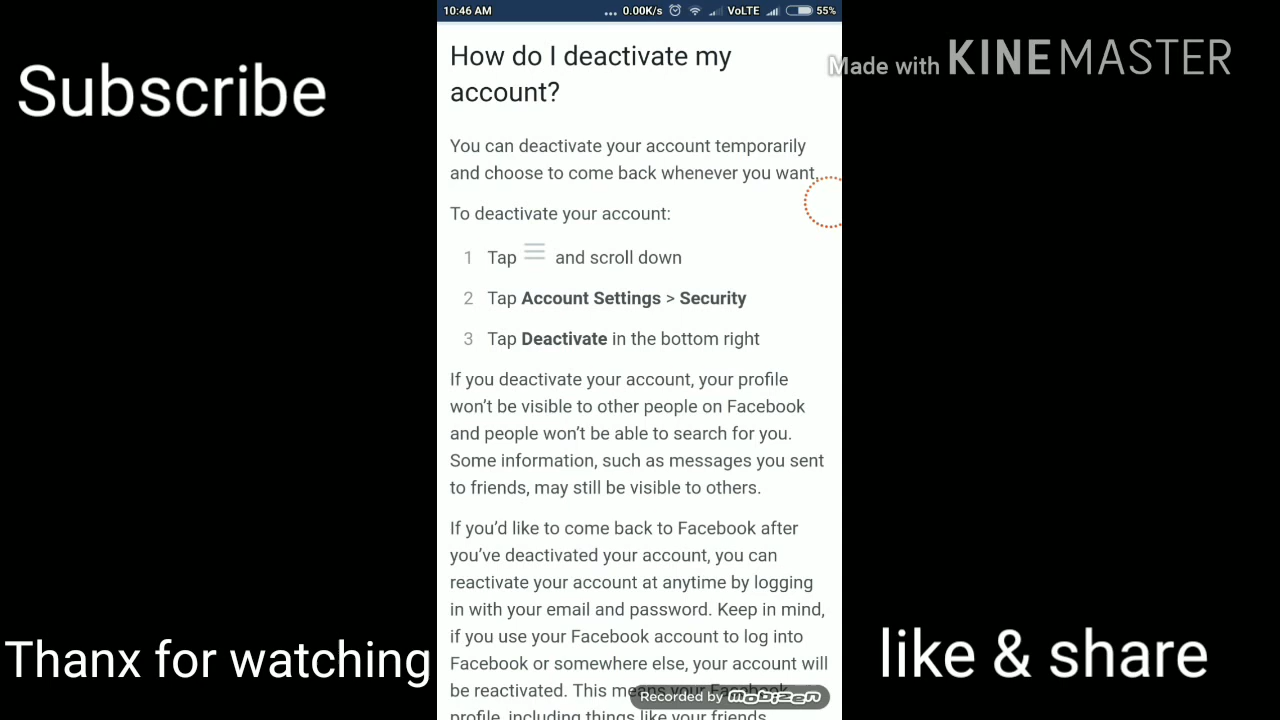 10:46 AM ... 0.00K/s VoLTE 55%
Subscribe
Made with KINEMASTER
How do I deactivate my
account?
You can deactivate your account temporarily
and choose to come back whenever you want.
To deactivate your account:
1 Tap and scroll down
2 Tap Account Settings > Security
3 Tap Deactivate in the bottom right
If you deactivate your account, your profile
won't be visible to other people on Facebook
and people won't be able to search for you.
Some information, such as messages you sent
to friends, may still be visible to others.
If you'd like to come back to Facebook after
you've deactivated your account, you can
reactivate your account at anytime by logging
in with your email and password. Keep in mind,
if you use your Facebook account to log into
Facebook or somewhere else, your account will
be reactivated. This means your Facebook
profile, including things like your friends,
Recorded by mobizen
Thanx for watching
like & share